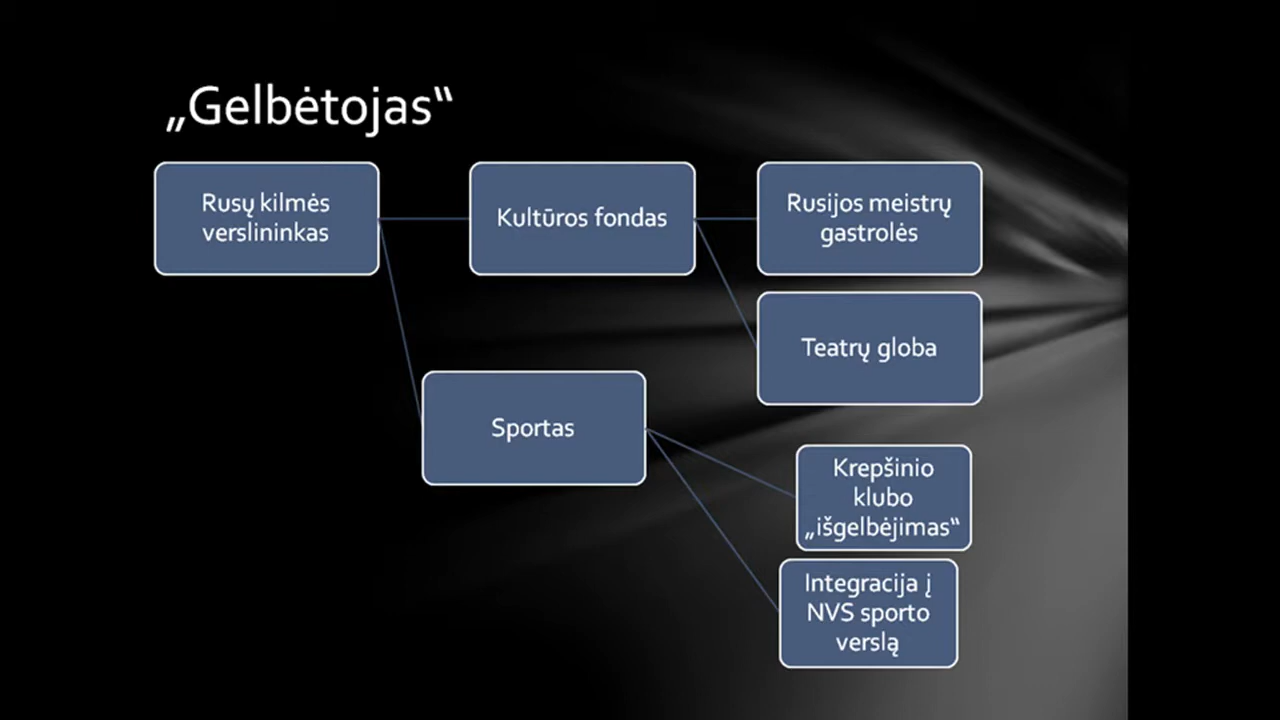 „Gelbėtojas“
Rusų kilmės
verslininkas
Kultūros fondas
Rusijos meistrų
gastrolės
Teatrų globa
Sportas
Krepšinio
klubo
„išgelbėjimas“
Integracija į
NVS sporto
verslą